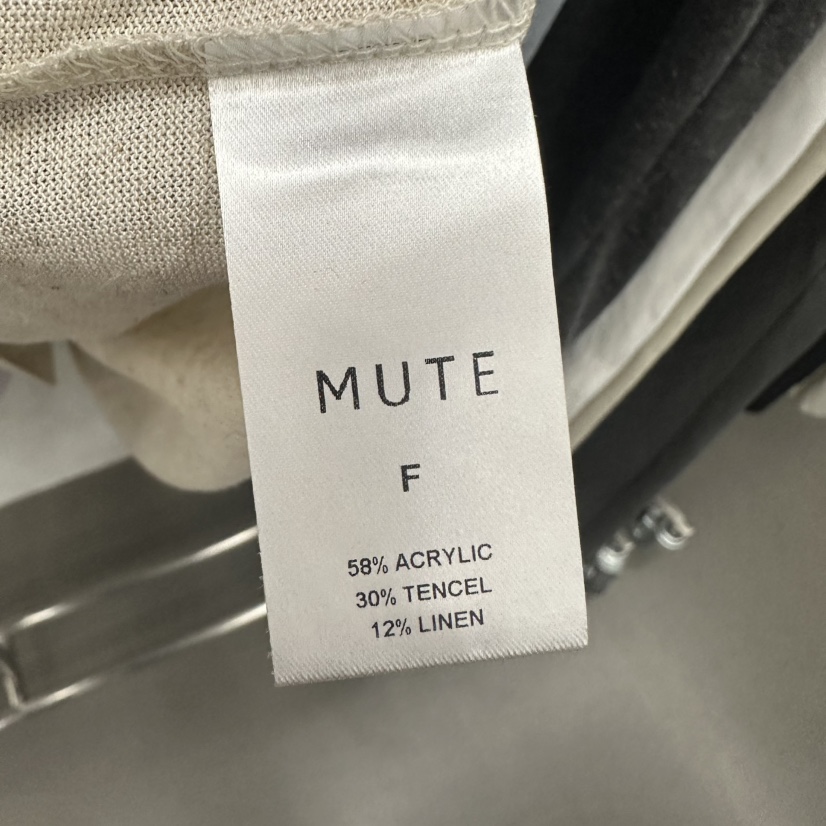 MUTE
F
58% ACRYLIC
30% TENCEL
12% LINEN